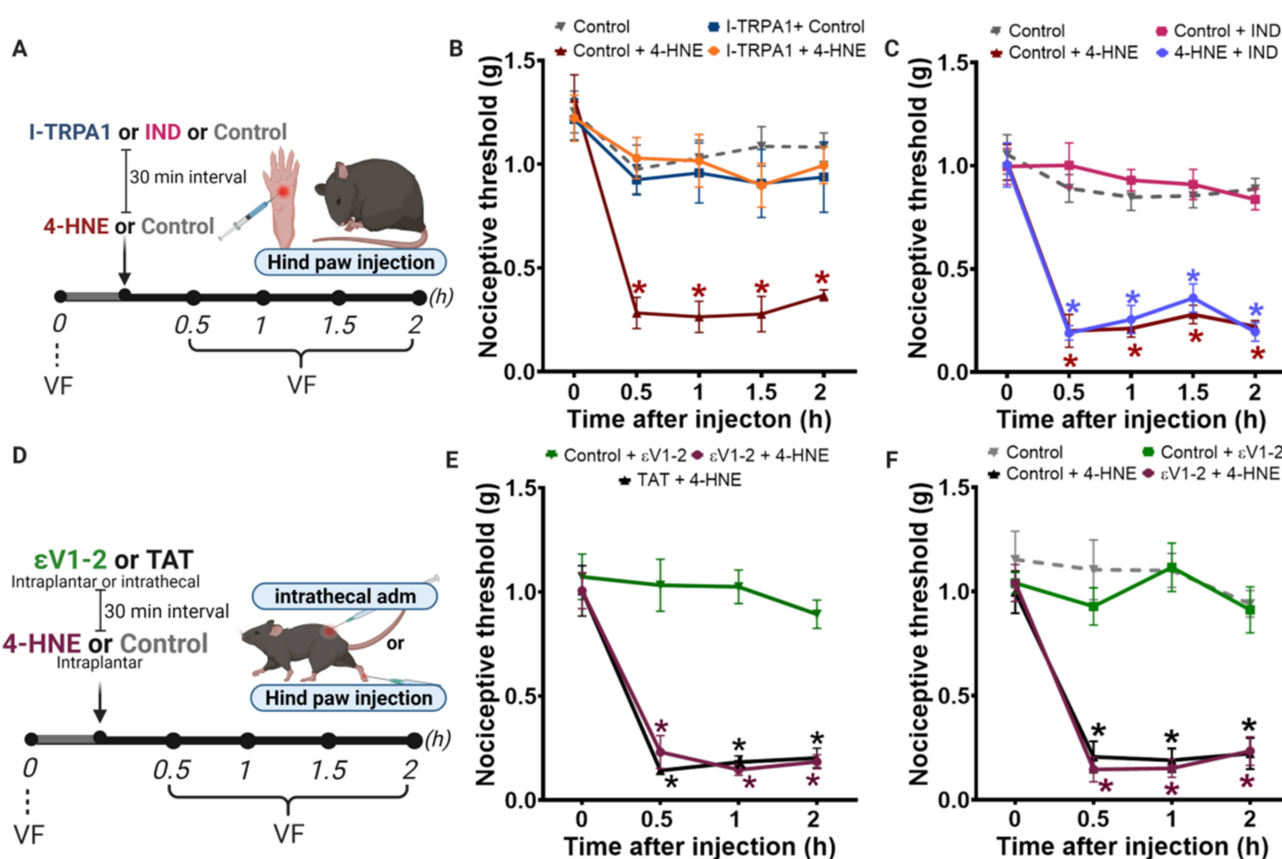 A
I-TRPA1 or IND or Control
30 min interval
4-HNE or Control
Hind paw injection
(h)
0 0.5 1 1.5 2
VF VF
B
Control I-TRPA1+ Control
Control + 4-HNE I-TRPA1 + 4-HNE
Nociceptive threshold (g)
1.5
1.0
0.5
0.0
* * * *
0 0.5 1 1.5 2
Time after injecton (h)
C
Control Control + IND
Control + 4-HNE 4-HNE + IND
Nociceptive threshold (g)
1.5
1.0
0.5
0.0
* * * *
* * * *
0 0.5 1 1.5 2
Time after injection (h)
D
εV1-2 or TAT
Intraplantar or intrathecal
30 min interval
4-HNE or Control
Intraplantar
intrathecal adm
or
Hind paw injection
(h)
0 0.5 1 1.5 2
VF VF
E
Control + εV1-2 εV1-2 + 4-HNE
TAT + 4-HNE
Nociceptive threshold (g)
1.5
1.0
0.5
0.0
* * *
* * *
0 0.5 1 2
Time after injection (h)
F
Control Control + εV1-2
Control + 4-HNE εV1-2 + 4-HNE
Nociceptive threshold (g)
1.5
1.0
0.5
0.0
* * *
* * *
0 0.5 1 2
Time after injection (h)